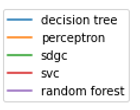 decision tree
perceptron
sdgc
svc
random forest